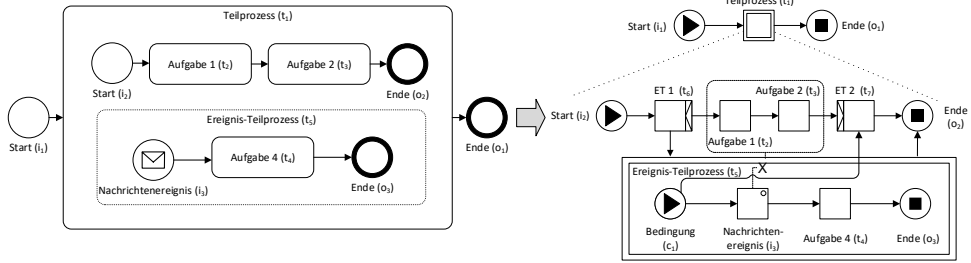 Teilprozess (t1)
Aufgabe 1 (t2)
Aufgabe 2 (t3)
Start (i2)
Ende (o2)
Ereignis-Teilprozess (t5)
Aufgabe 4 (t4)
Nachrichtenereignis (i3)
Ende (o3)
Start (i1)
Ende (o1)
Teilprozess (t1)
Start (i1)
Ende (o1)
ET 1 (t6)
Aufgabe 2 (t3)
ET 2 (t7)
Start (i2)
Ende
(o2)
Aufgabe 1 (t2)
Ereignis-Teilprozess (t5)
X
Bedingung
(c1)
Nachrichten-
ereignis (i3)
Aufgabe 4 (t4)
Ende (o3)